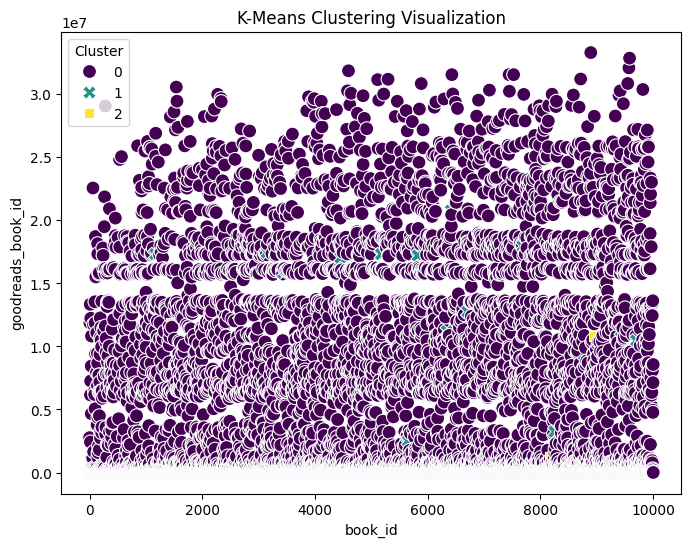 K-Means Clustering Visualization
1e7
Cluster
0
1
2
3.0
2.5
2.0
1.5
1.0
0.5
0.0
goodreads_book_id
0 2000 4000 6000 8000 10000
book_id